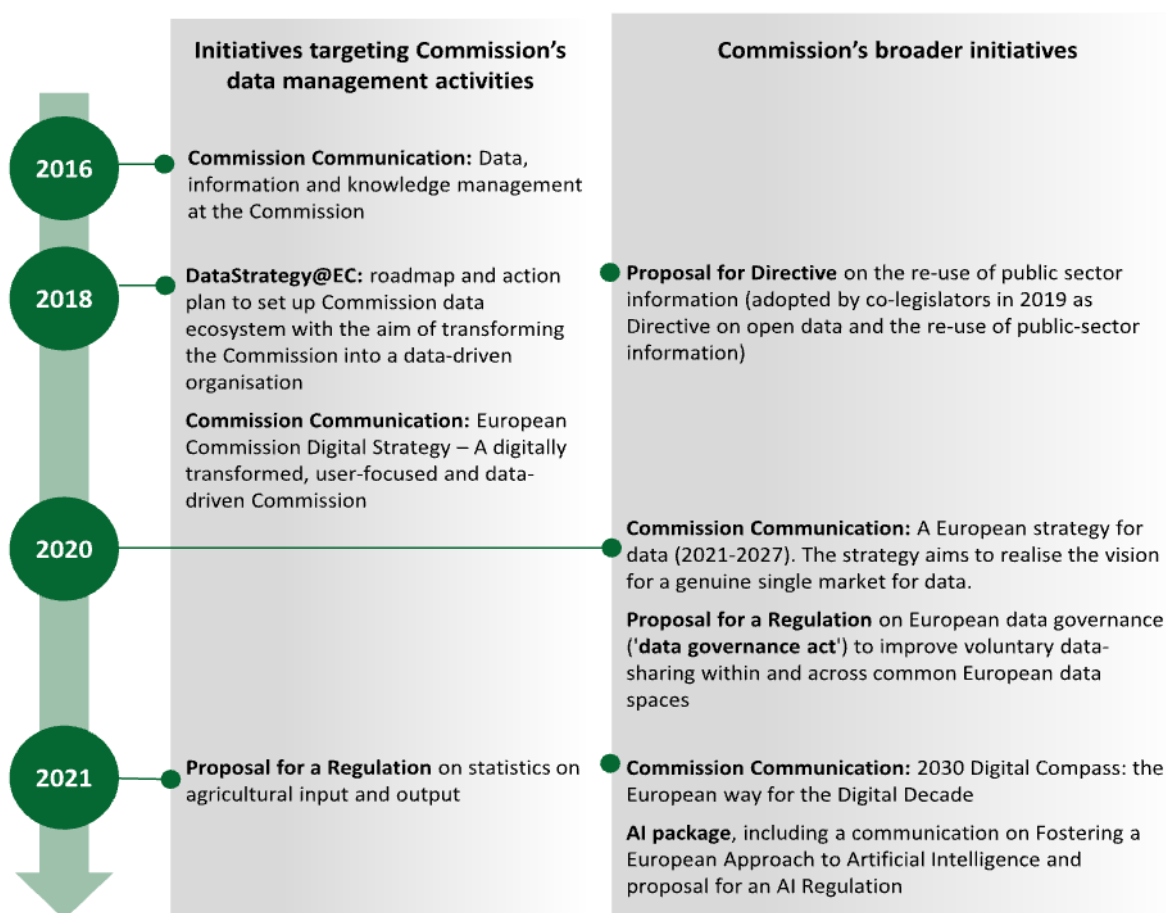 Initiatives targeting Commission’s
data management activities
Commission’s broader initiatives
2016
Commission Communication: Data,
information and knowledge management
at the Commission
2018
DataStrategy@EC: roadmap and action
plan to set up Commission data
ecosystem with the aim of transforming
the Commission into a data-driven
organisation
Commission Communication: European
Commission Digital Strategy – A digitally
transformed, user-focused and data-
driven Commission
Proposal for Directive on the re-use of public sector
information (adopted by co-legislators in 2019 as
Directive on open data and the re-use of public-sector
information)
2020
Commission Communication: A European strategy for
data (2021-2027). The strategy aims to realise the vision
for a genuine single market for data.
Proposal for a Regulation on European data governance
('data governance act') to improve voluntary data-
sharing within and across common European data
spaces
2021
Proposal for a Regulation on statistics on
agricultural input and output
Commission Communication: 2030 Digital Compass: the
European way for the Digital Decade
AI package, including a communication on Fostering a
European Approach to Artificial Intelligence and
proposal for an AI Regulation